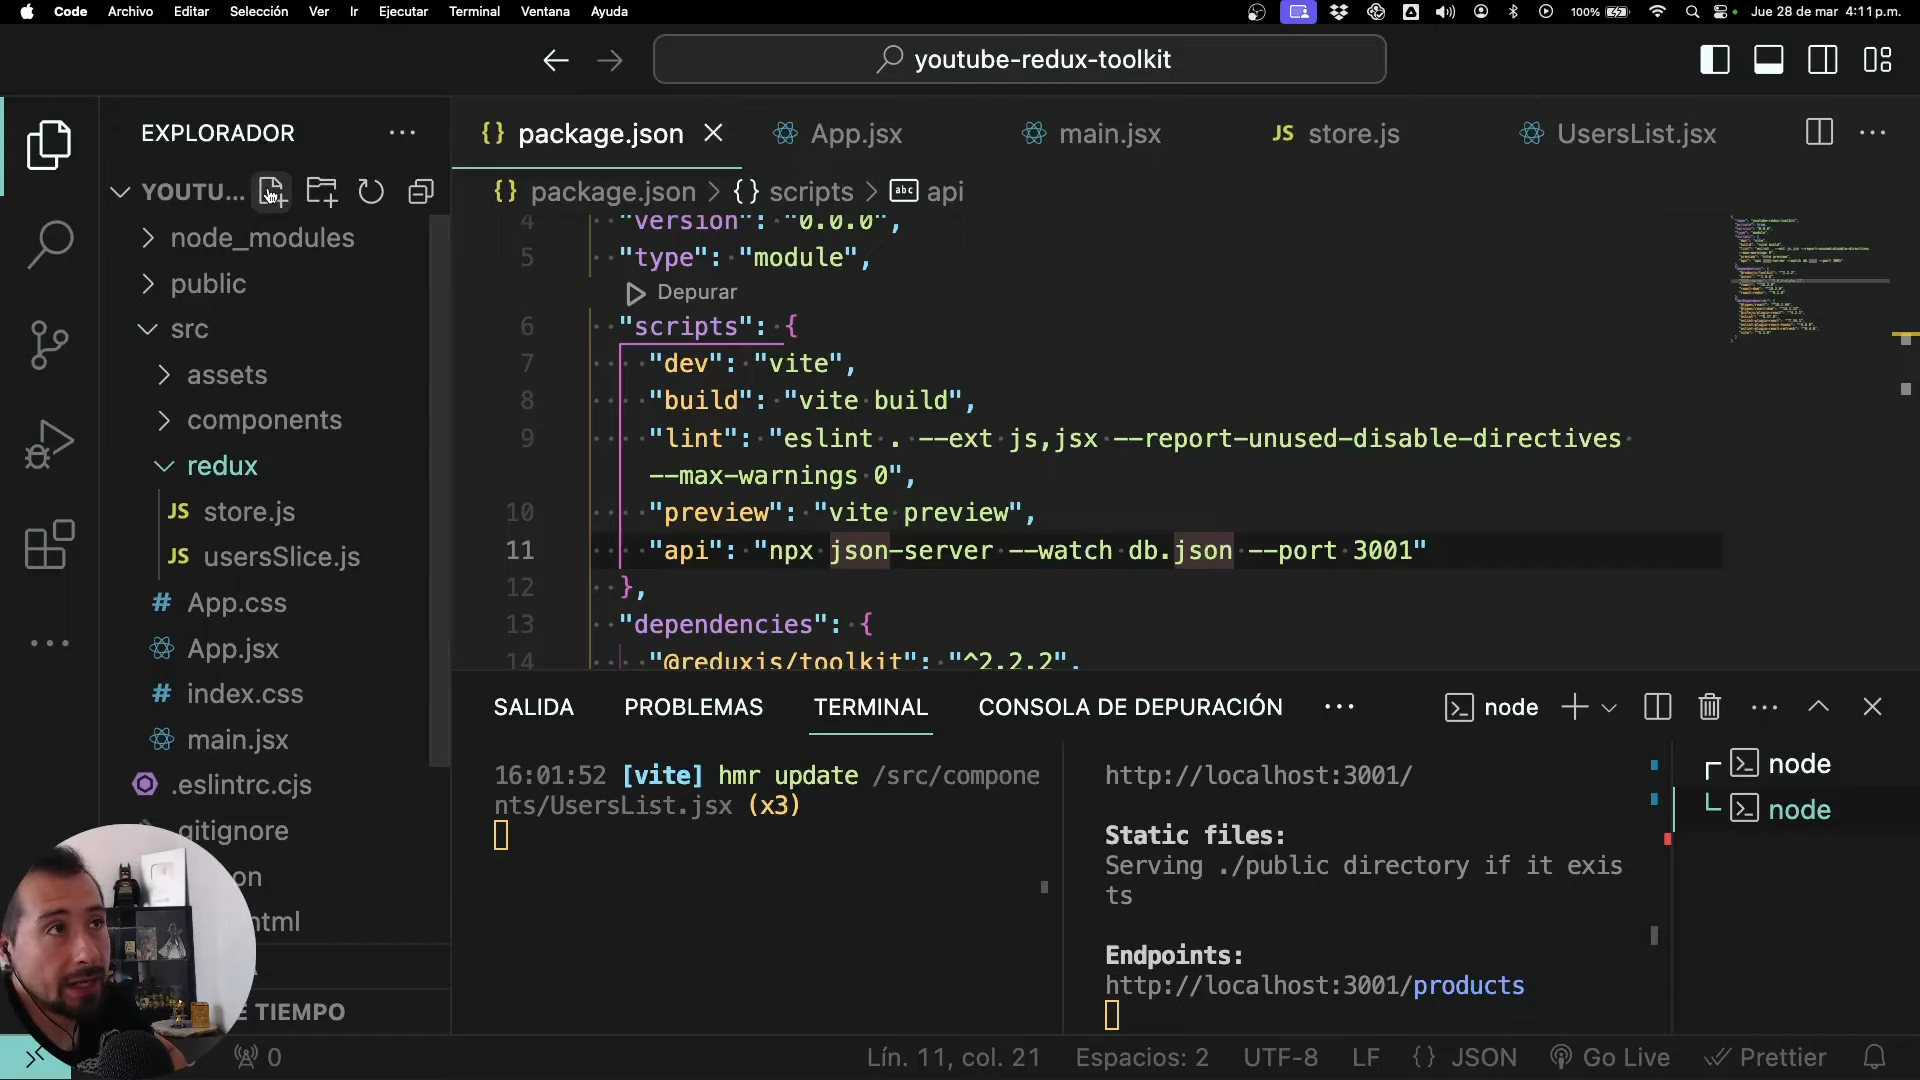 Code Archivo Editar Selección Ver Ir Ejecutar Terminal Ventana Ayuda 100% Jue 28 de mar 4:11 p.m.
youtube-redux-toolkit
EXPLORADOR
package.json App.jsx main.jsx JS store.js UsersList.jsx
YOUTU...
package.json > {} scripts > abc api
node_modules
public
src
assets
components
redux
JS store.js
JS usersSlice.js
# App.css
App.jsx
# index.css
main.jsx
.eslintrc.cjs
.gitignore
on
html
E TIEMPO
4 "version": "0.0.0",
5 "type": "module",
Depurar
6 "scripts": {
7 "dev": "vite",
8 "build": "vite build",
9 "lint": "eslint . --ext js,jsx --report-unused-disable-directives
--max-warnings 0",
10 "preview": "vite preview",
11 "api": "npx json-server --watch db.json --port 3001"
12 },
13 "dependencies": {
14 "@reduxjs/toolkit": "^2.2.2",
SALIDA PROBLEMAS TERMINAL CONSOLA DE DEPURACIÓN ... node
16:01:52 [vite] hmr update /src/compone
nts/UsersList.jsx (x3)
http://localhost:3001/
Static files:
Serving ./public directory if it exis
ts
Endpoints:
http://localhost:3001/products
node
node
0 Lín. 11, col. 21 Espacios: 2 UTF-8 LF {} JSON Go Live Prettier